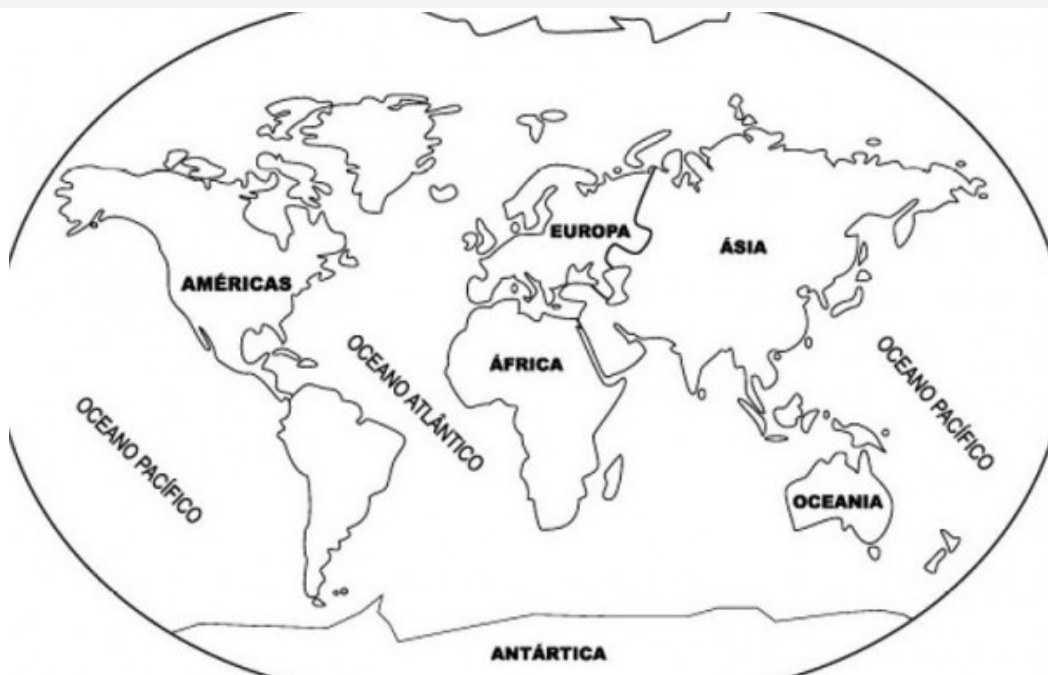 EUROPA
ÁSIA
AMÉRICAS
OCEANO ATLÂNTICO
ÁFRICA
OCEANO PACÍFICO
OCEANO PACÍFICO
OCEANIA
ANTÁRTICA